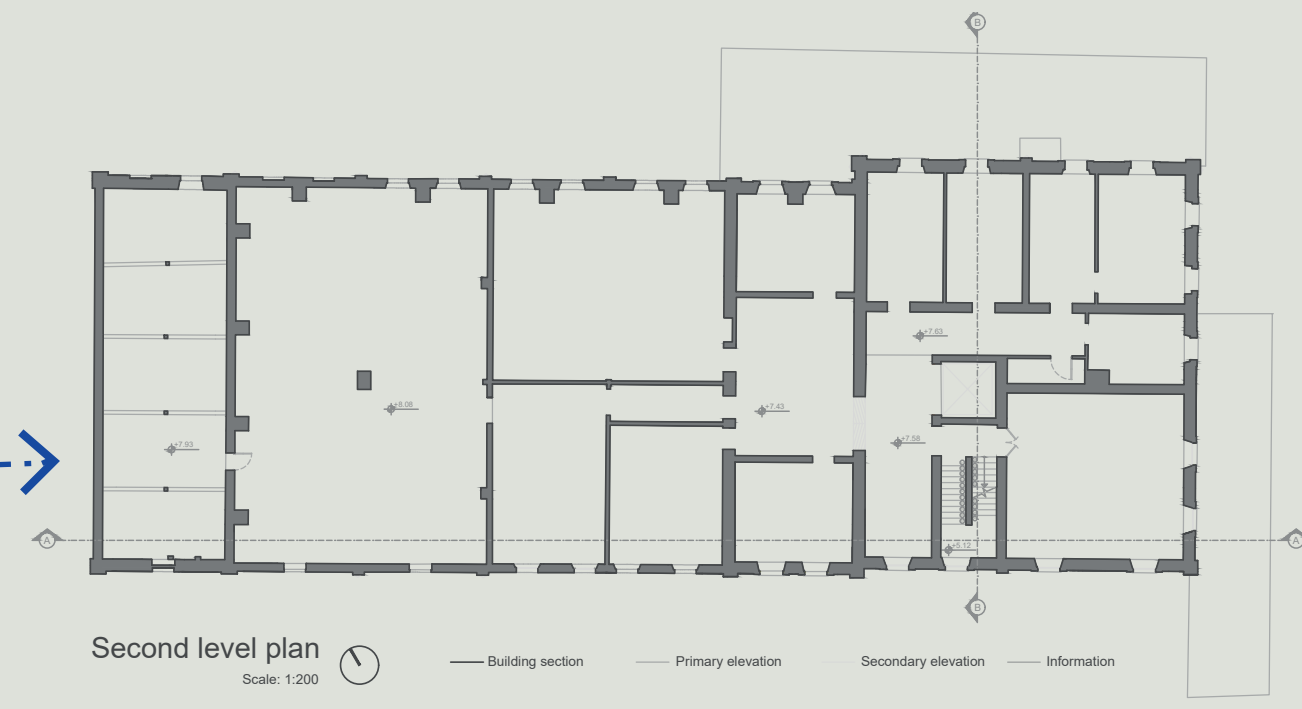 B
+7.63
+8.08
+7.43
+7.93
+7.58
A
A
+5.12
B
Second level plan
Scale: 1:200
Building section
Primary elevation
Secondary elevation
Information